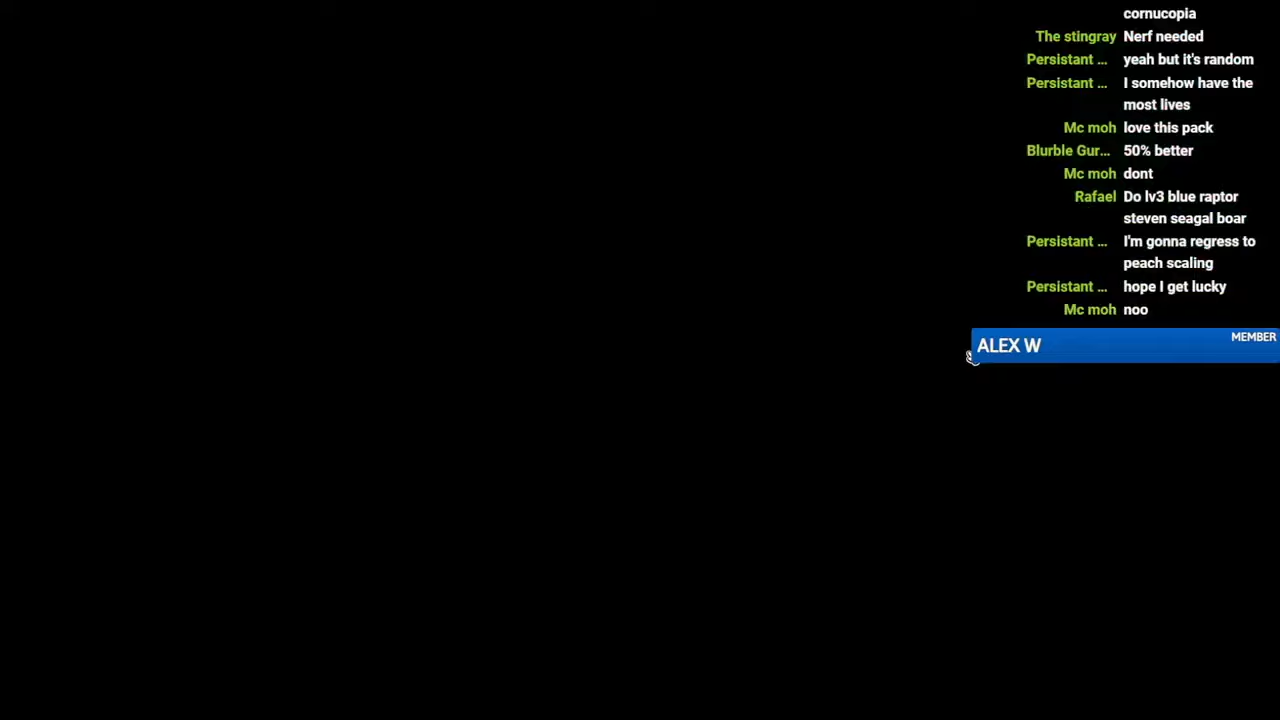 cornucopia
The stingray Nerf needed
Persistant ... yeah but it's random
Persistant ... I somehow have the
most lives
Mc moh love this pack
Blurble Gur... 50% better
Mc moh dont
Rafael Do lv3 blue raptor
steven seagal boar
Persistant ... I'm gonna regress to
peach scaling
Persistant ... hope I get lucky
Mc moh noo
ALEX W MEMBER